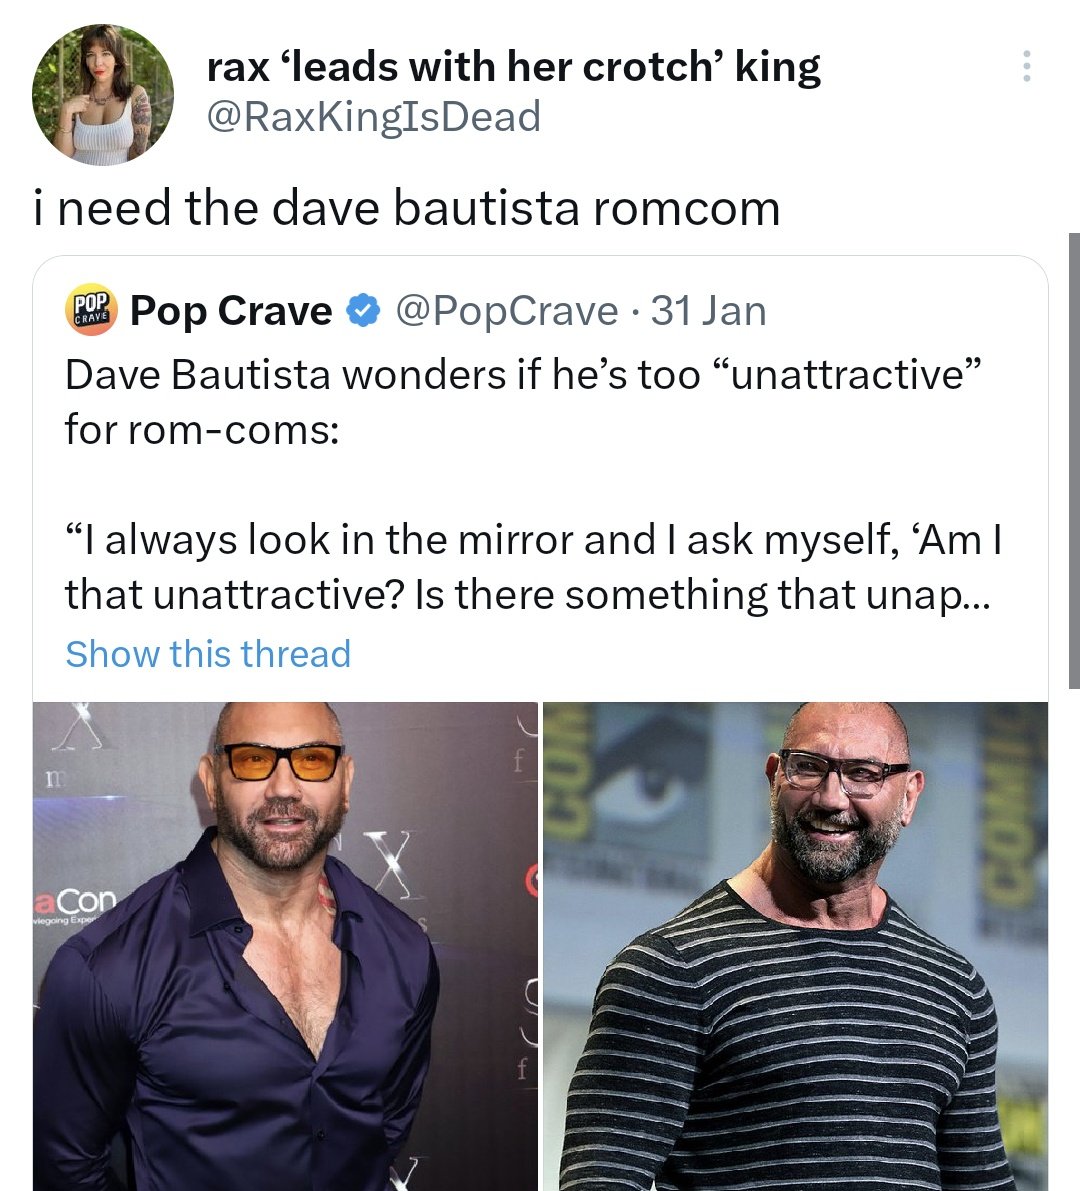 rax ‘leads with her crotch’ king
@RaxKingIsDead
i need the dave bautista romcom
POP
CRAVE
Pop Crave @PopCrave · 31 Jan
Dave Bautista wonders if he’s too “unattractive”
for rom-coms:
“I always look in the mirror and I ask myself, ‘Am I
that unattractive? Is there something that unap...
Show this thread
X
m
f
X
aCon
s
f
COMIC
COMIC